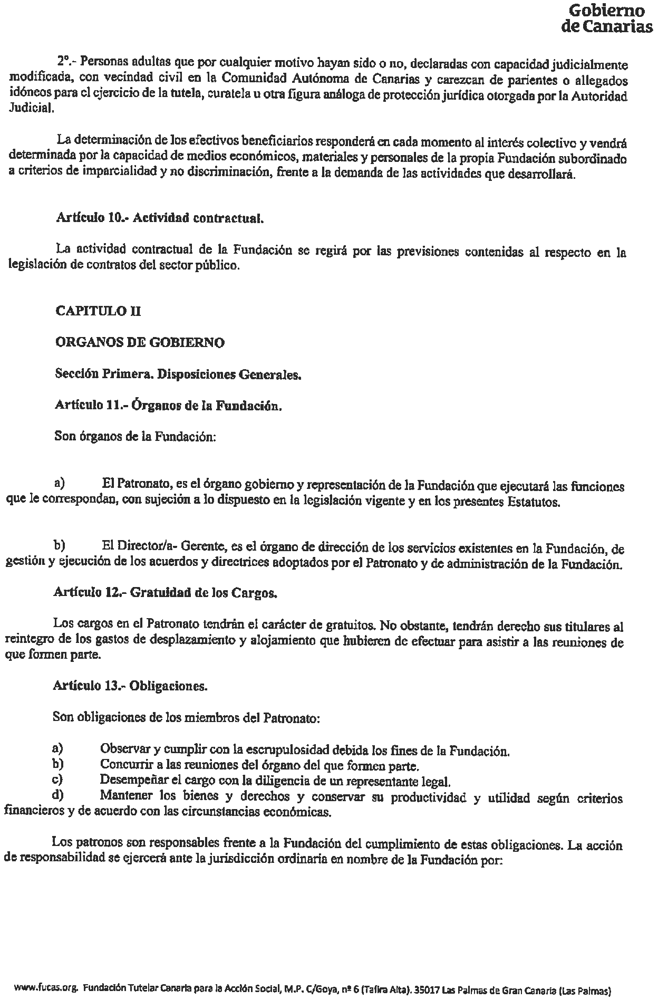 Gobierno
de Canarias
2º.- Personas adultas que por cualquier motivo hayan sido o no, declaradas con capacidad judicialmente
modificada, con vecindad civil en la Comunidad Autónoma de Canarias y carezcan de parientes o allegados
idóneos para el ejercicio de la tutela, curatela u otra figura análoga de protección jurídica otorgada por la Autoridad
Judicial.
La determinación de los efectivos beneficiarios responderá en cada momento al interés colectivo y vendrá
determinada por la capacidad de medios económicos, materiales y personales de la propia Fundación subordinado
a criterios de imparcialidad y no discriminación, frente a la demanda de las actividades que desarrollará.
Artículo 10.- Actividad contractual.
La actividad contractual de la Fundación se regirá por las previsiones contenidas al respecto en la
legislación de contratos del sector público.
CAPITULO II
ORGANOS DE GOBIERNO
Sección Primera. Disposiciones Generales.
Artículo 11.- Órganos de la Fundación.
Son órganos de la Fundación:
a) El Patronato, es el órgano gobierno y representación de la Fundación que ejecutará las funciones
que le correspondan, con sujeción a lo dispuesto en la legislación vigente y en los presentes Estatutos.
b) El Director/a- Gerente, es el órgano de dirección de los servicios existentes en la Fundación, de
gestión y ejecución de los acuerdos y directrices adoptados por el Patronato y de administración de la Fundación.
Artículo 12.- Gratuidad de los Cargos.
Los cargos en el Patronato tendrán el carácter de gratuitos. No obstante, tendrán derecho sus titulares al
reintegro de los gastos de desplazamiento y alojamiento que hubieren de efectuar para asistir a las reuniones de
que formen parte.
Artículo 13.- Obligaciones.
Son obligaciones de los miembros del Patronato:
a) Observar y cumplir con la escrupulosidad debida los fines de la Fundación.
b) Concurrir a las reuniones del órgano del que formen parte.
c) Desempeñar el cargo con la diligencia de un representante legal.
d) Mantener los bienes y derechos y conservar su productividad y utilidad según criterios
financieros y de acuerdo con las circunstancias económicas.
Los patronos son responsables frente a la Fundación del cumplimiento de estas obligaciones. La acción
de responsabilidad se ejercerá ante la jurisdicción ordinaria en nombre de la Fundación por:
www.fucas.org. Fundación Tutelar Canaria para la Acción Social, M.P. C/Goya, nº 6 (Tafira Alta). 35017 Las Palmas de Gran Canaria (Las Palmas)